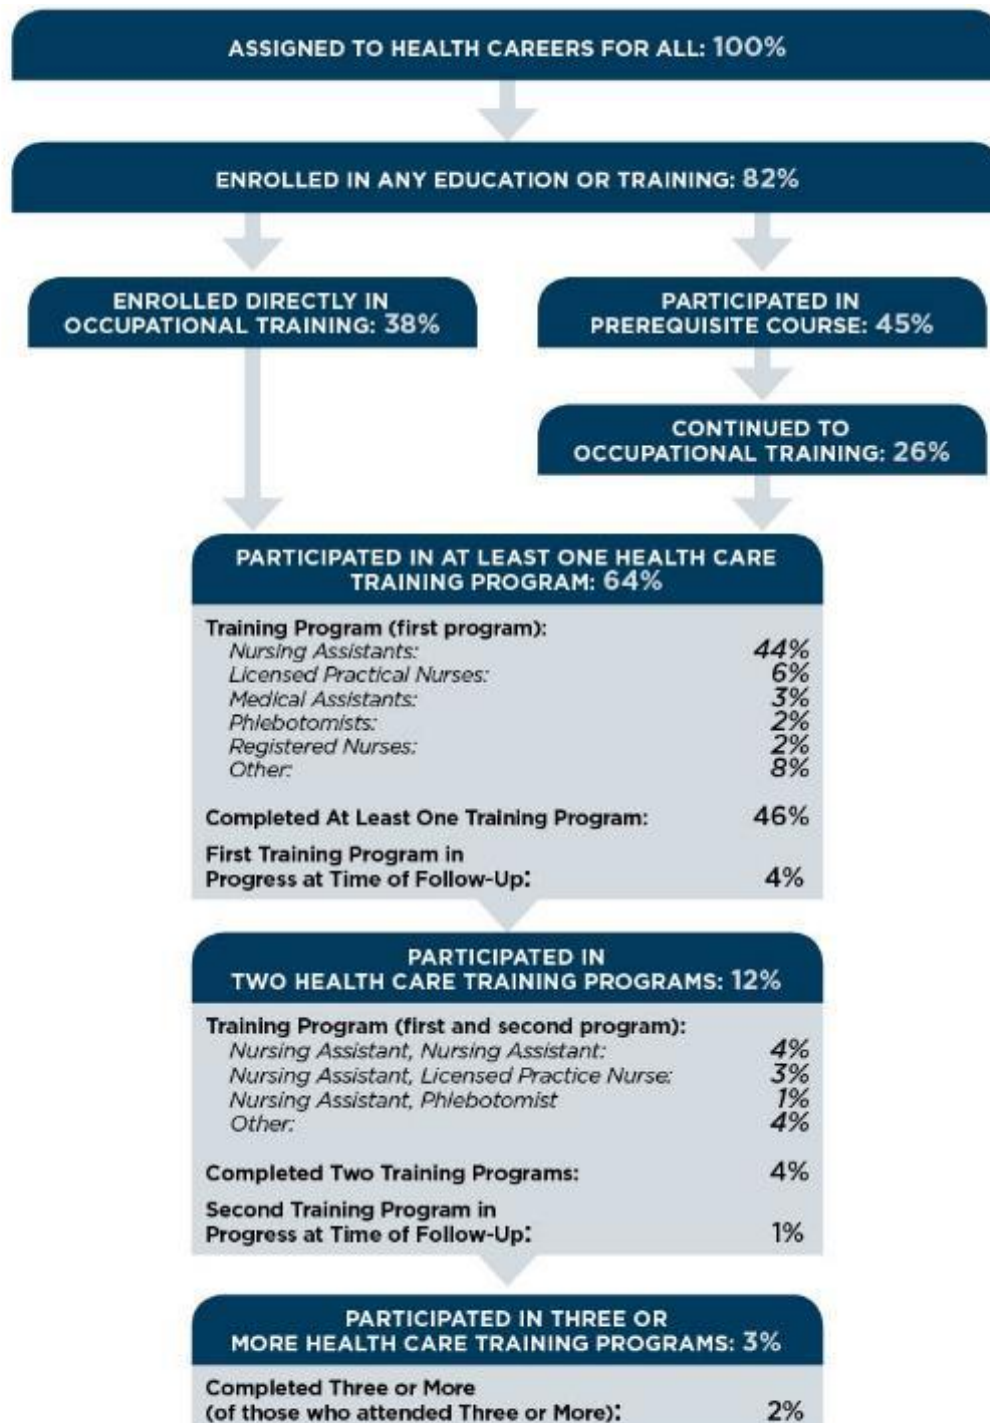 ASSIGNED TO HEALTH CAREERS FOR ALL: 100%
ENROLLED IN ANY EDUCATION OR TRAINING: 82%
ENROLLED DIRECTLY IN
OCCUPATIONAL TRAINING: 38%
PARTICIPATED IN
PREREQUISITE COURSE: 45%
CONTINUED TO
OCCUPATIONAL TRAINING: 26%
PARTICIPATED IN AT LEAST ONE HEALTH CARE
TRAINING PROGRAM: 64%
Training Program (first program):
Nursing Assistants: 44%
Licensed Practical Nurses: 6%
Medical Assistants: 3%
Phlebotomists: 2%
Registered Nurses: 2%
Other: 8%
Completed At Least One Training Program: 46%
First Training Program in
Progress at Time of Follow-Up: 4%
PARTICIPATED IN
TWO HEALTH CARE TRAINING PROGRAMS: 12%
Training Program (first and second program):
Nursing Assistant, Nursing Assistant: 4%
Nursing Assistant, Licensed Practice Nurse: 3%
Nursing Assistant, Phlebotomist 1%
Other: 4%
Completed Two Training Programs: 4%
Second Training Program in
Progress at Time of Follow-Up: 1%
PARTICIPATED IN THREE OR
MORE HEALTH CARE TRAINING PROGRAMS: 3%
Completed Three or More
(of those who attended Three or More): 2%